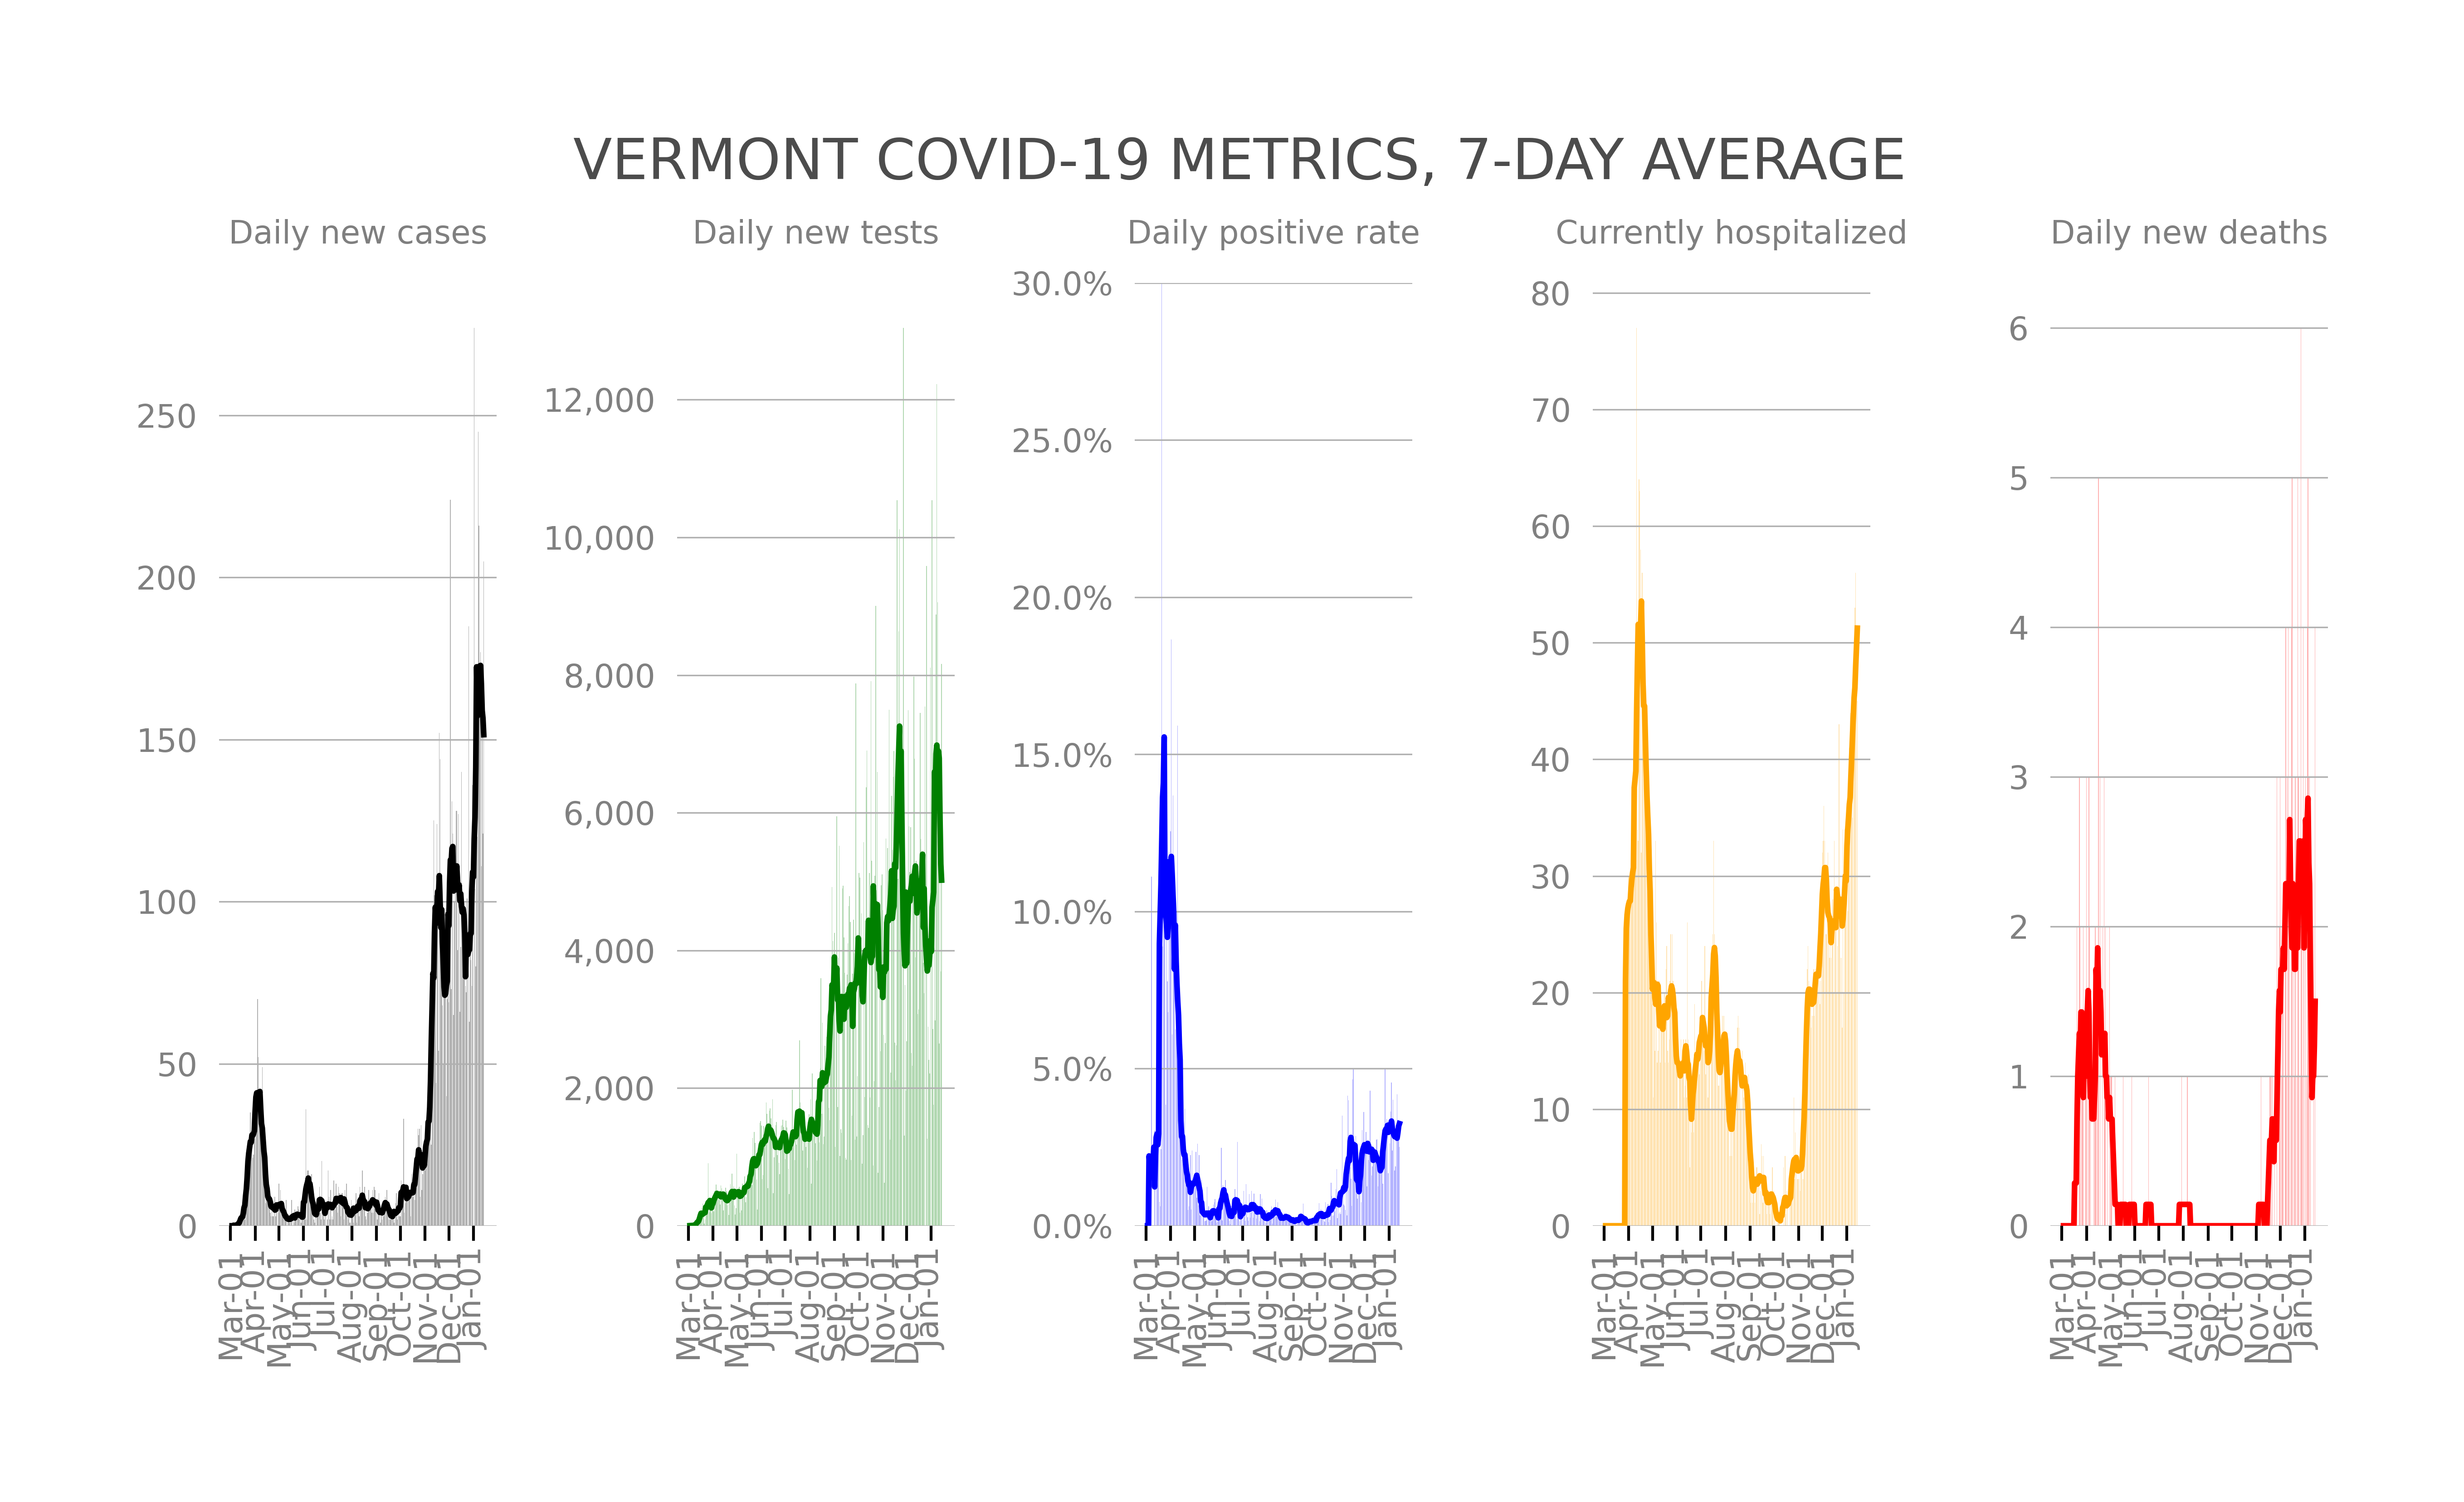 VERMONT COVID-19 METRICS, 7-DAY AVERAGE
Daily new cases
250
200
150
100
50
0
Mar-01
Apr-01
May-01
Jun-01
Jul-01
Aug-01
Sep-01
Oct-01
Nov-01
Dec-01
Jan-01
Daily new tests
12,000
10,000
8,000
6,000
4,000
2,000
0
Mar-01
Apr-01
May-01
Jun-01
Jul-01
Aug-01
Sep-01
Oct-01
Nov-01
Dec-01
Jan-01
Daily positive rate
30.0%
25.0%
20.0%
15.0%
10.0%
5.0%
0.0%
Mar-01
Apr-01
May-01
Jun-01
Jul-01
Aug-01
Sep-01
Oct-01
Nov-01
Dec-01
Jan-01
Currently hospitalized
80
70
60
50
40
30
20
10
0
Mar-01
Apr-01
May-01
Jun-01
Jul-01
Aug-01
Sep-01
Oct-01
Nov-01
Dec-01
Jan-01
Daily new deaths
6
5
4
3
2
1
0
Mar-01
Apr-01
May-01
Jun-01
Jul-01
Aug-01
Sep-01
Oct-01
Nov-01
Dec-01
Jan-01